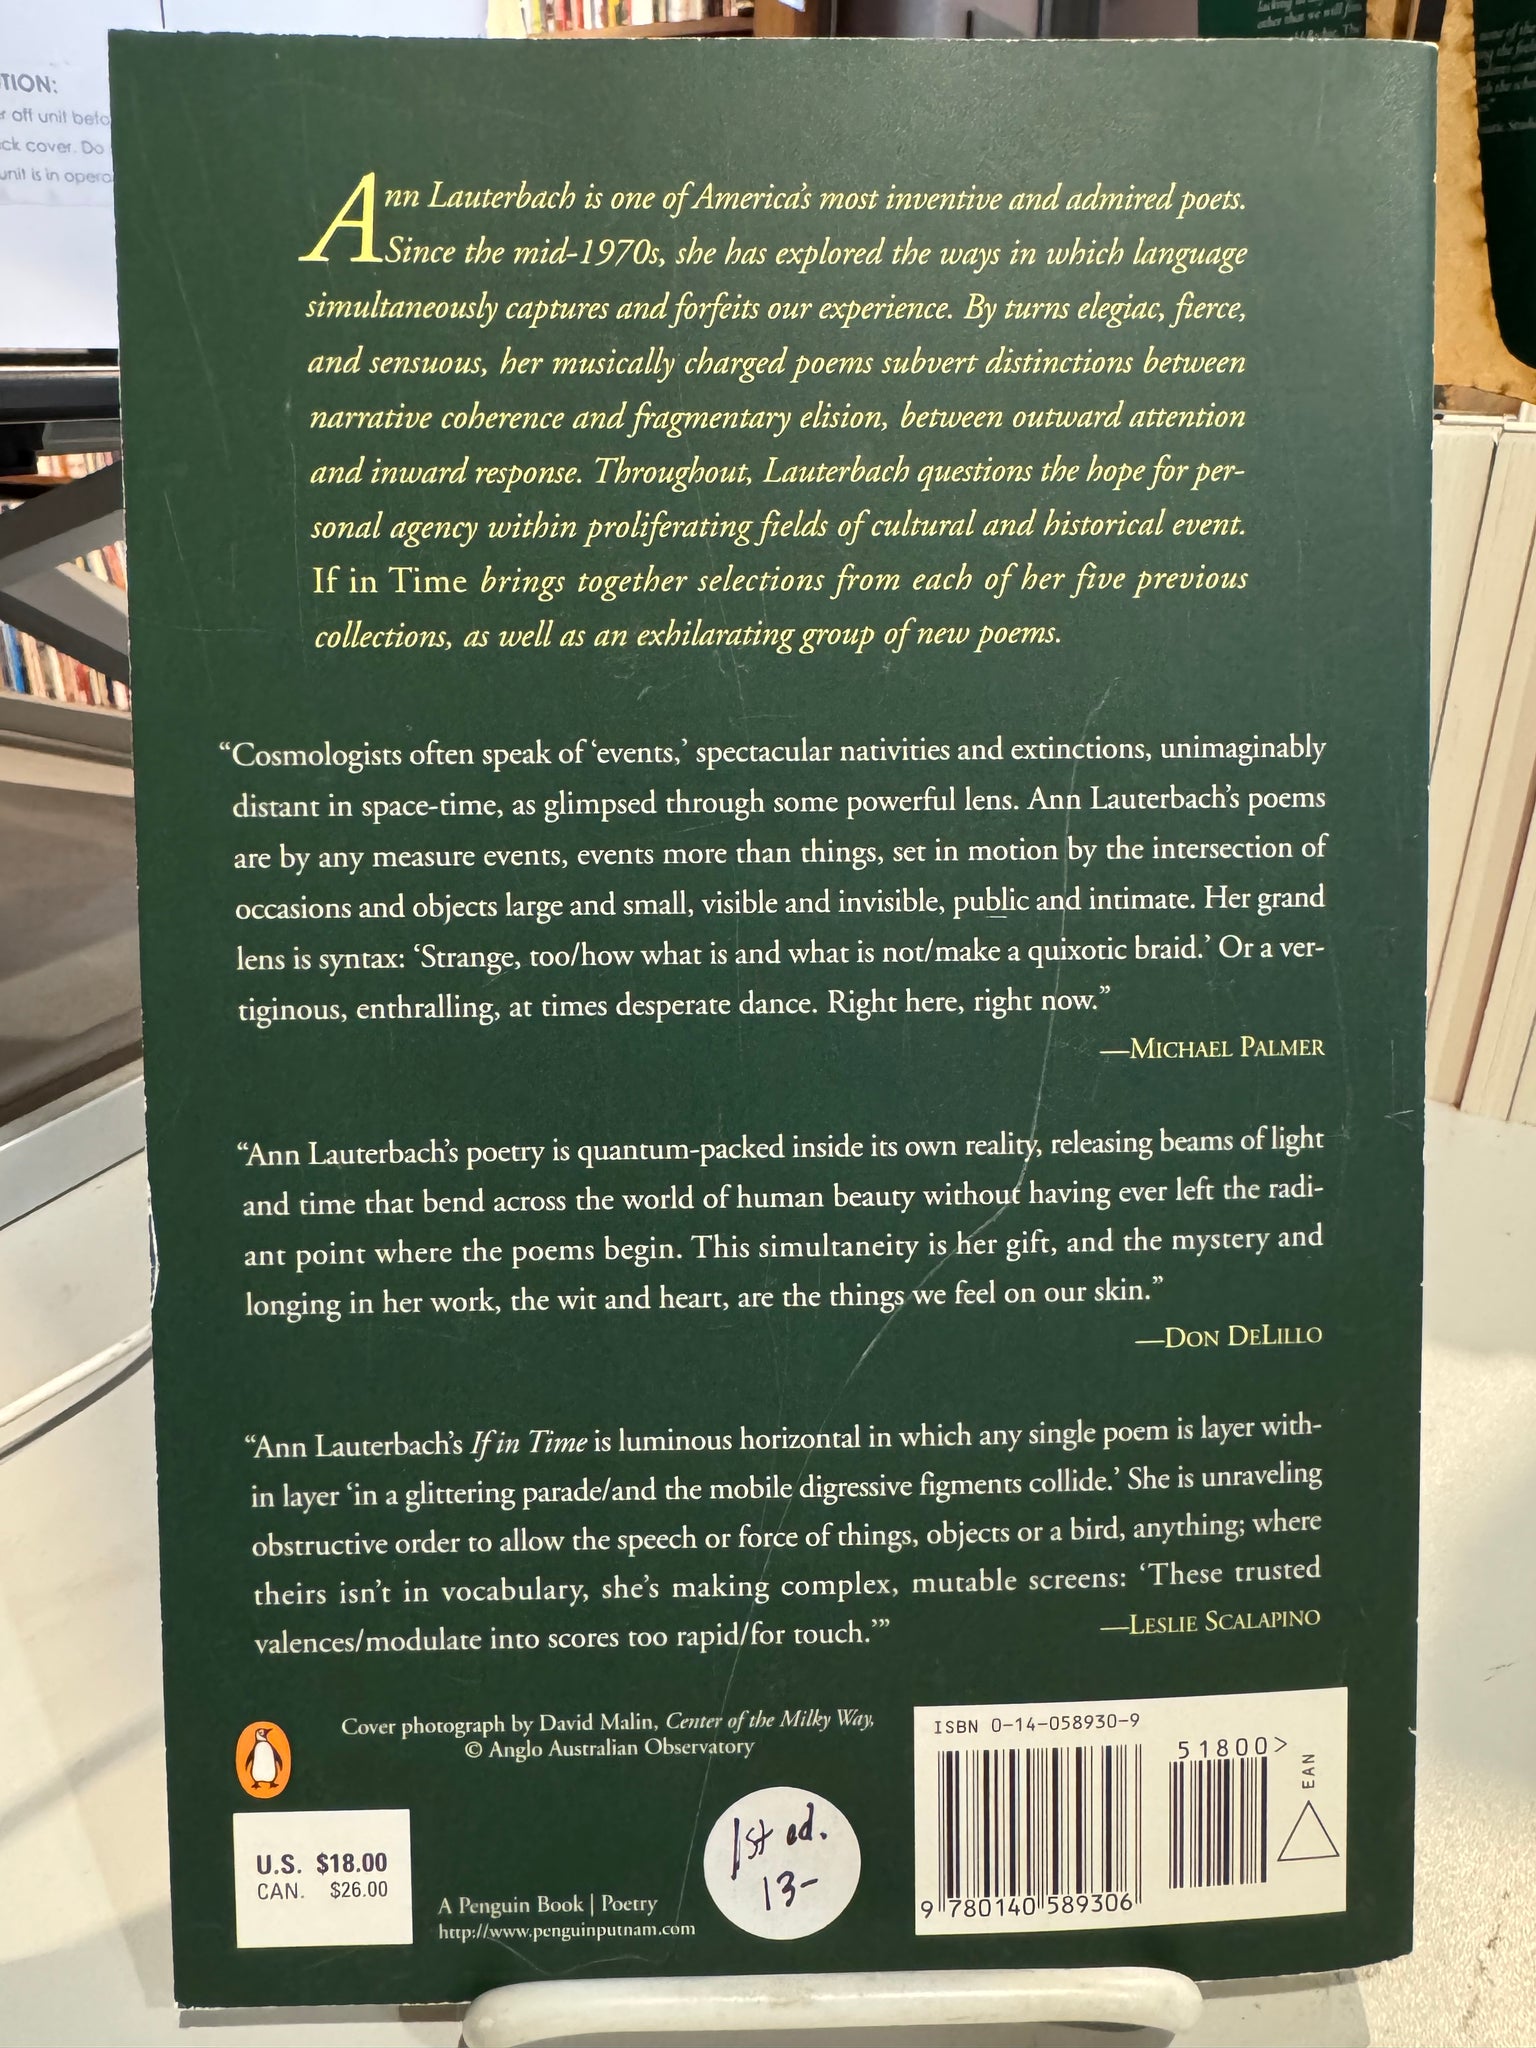 TION:
r off unit befo
ck cover. Do
unit is in opera
Ann Lauterbach is one of America's most inventive and admired poets.
Since the mid-1970s, she has explored the ways in which language
simultaneously captures and forfeits our experience. By turns elegiac, fierce,
and sensuous, her musically charged poems subvert distinctions between
narrative coherence and fragmentary elision, between outward attention
and inward response. Throughout, Lauterbach questions the hope for per-
sonal agency within proliferating fields of cultural and historical event.
If in Time brings together selections from each of her five previous
collections, as well as an exhilarating group of new poems.
“Cosmologists often speak of ‘events,’ spectacular nativities and extinctions, unimaginably
distant in space-time, as glimpsed through some powerful lens. Ann Lauterbach’s poems
are by any measure events, events more than things, set in motion by the intersection of
occasions and objects large and small, visible and invisible, public and intimate. Her grand
lens is syntax: ‘Strange, too/how what is and what is not/make a quixotic braid.’ Or a ver-
tiginous, enthralling, at times desperate dance. Right here, right now.”
—MICHAEL PALMER
“Ann Lauterbach’s poetry is quantum-packed inside its own reality, releasing beams of light
and time that bend across the world of human beauty without having ever left the radi-
ant point where the poems begin. This simultaneity is her gift, and the mystery and
longing in her work, the wit and heart, are the things we feel on our skin.”
—DON DELILLO
“Ann Lauterbach’s If in Time is luminous horizontal in which any single poem is layer with-
in layer ‘in a glittering parade/and the mobile digressive figments collide.’ She is unraveling
obstructive order to allow the speech or force of things, objects or a bird, anything; where
theirs isn’t in vocabulary, she’s making complex, mutable screens: ‘These trusted
valences/modulate into scores too rapid/for touch.’” —LESLIE SCALAPINO
Cover photograph by David Malin, Center of the Milky Way,
© Anglo Australian Observatory
U.S. $18.00
CAN. $26.00
A Penguin Book | Poetry
http://www.penguinputnam.com
1st ed.
13-
ISBN 0-14-058930-9
51800>
EAN
9 780140 589306